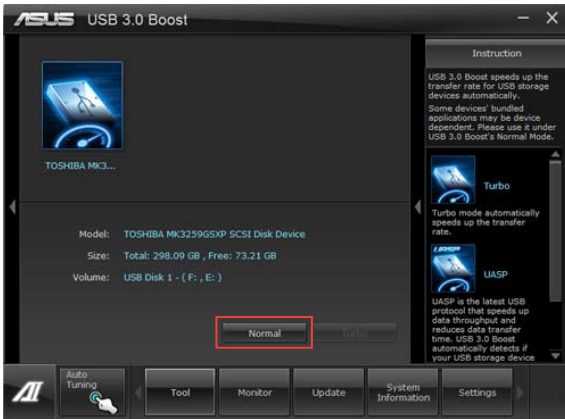 ASUS USB 3.0 Boost
TOSHIBA MK3...
Model: TOSHIBA MK3259GSXP SCSI Disk Device
Size: Total: 298.09 GB , Free: 73.21 GB
Volume: USB Disk 1 - ( F: , E: )
Normal
Turbo
Instruction
USB 3.0 Boost speeds up the
transfer rate for USB storage
devices automatically.
Some devices' bundled
applications may be device
dependent. Please use it under
USB 3.0 Boost's Normal Mode.
Turbo
Turbo mode automatically
speeds up the transfer
rate.
UASP
UASP is the latest USB
protocol that speeds up
data throughput and
reduces data transfer
time. USB 3.0 Boost
automatically detects if
your USB storage device
AI
Auto
Tuning
Tool
Monitor
Update
System
Information
Settings